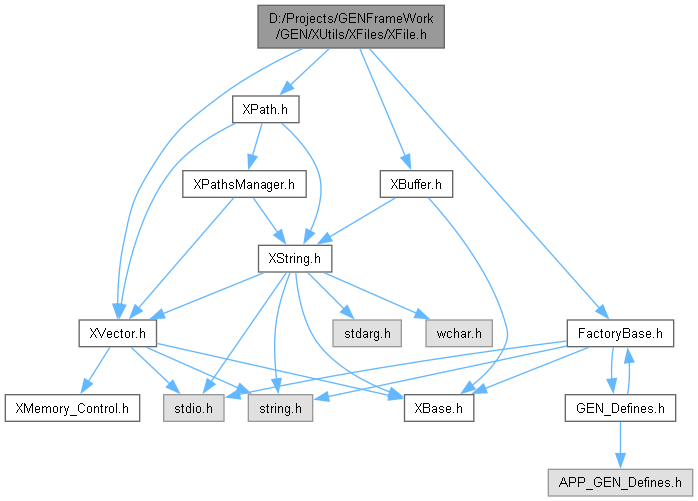 D:/Projects/GENFrameWork
/GEN/XUtils/XFiles/XFile.h
XPath.h
XPathsManager.h
XBuffer.h
XString.h
XVector.h
stdarg.h
wchar.h
FactoryBase.h
XMemory_Control.h
stdio.h
string.h
XBase.h
GEN_Defines.h
APP_GEN_Defines.h